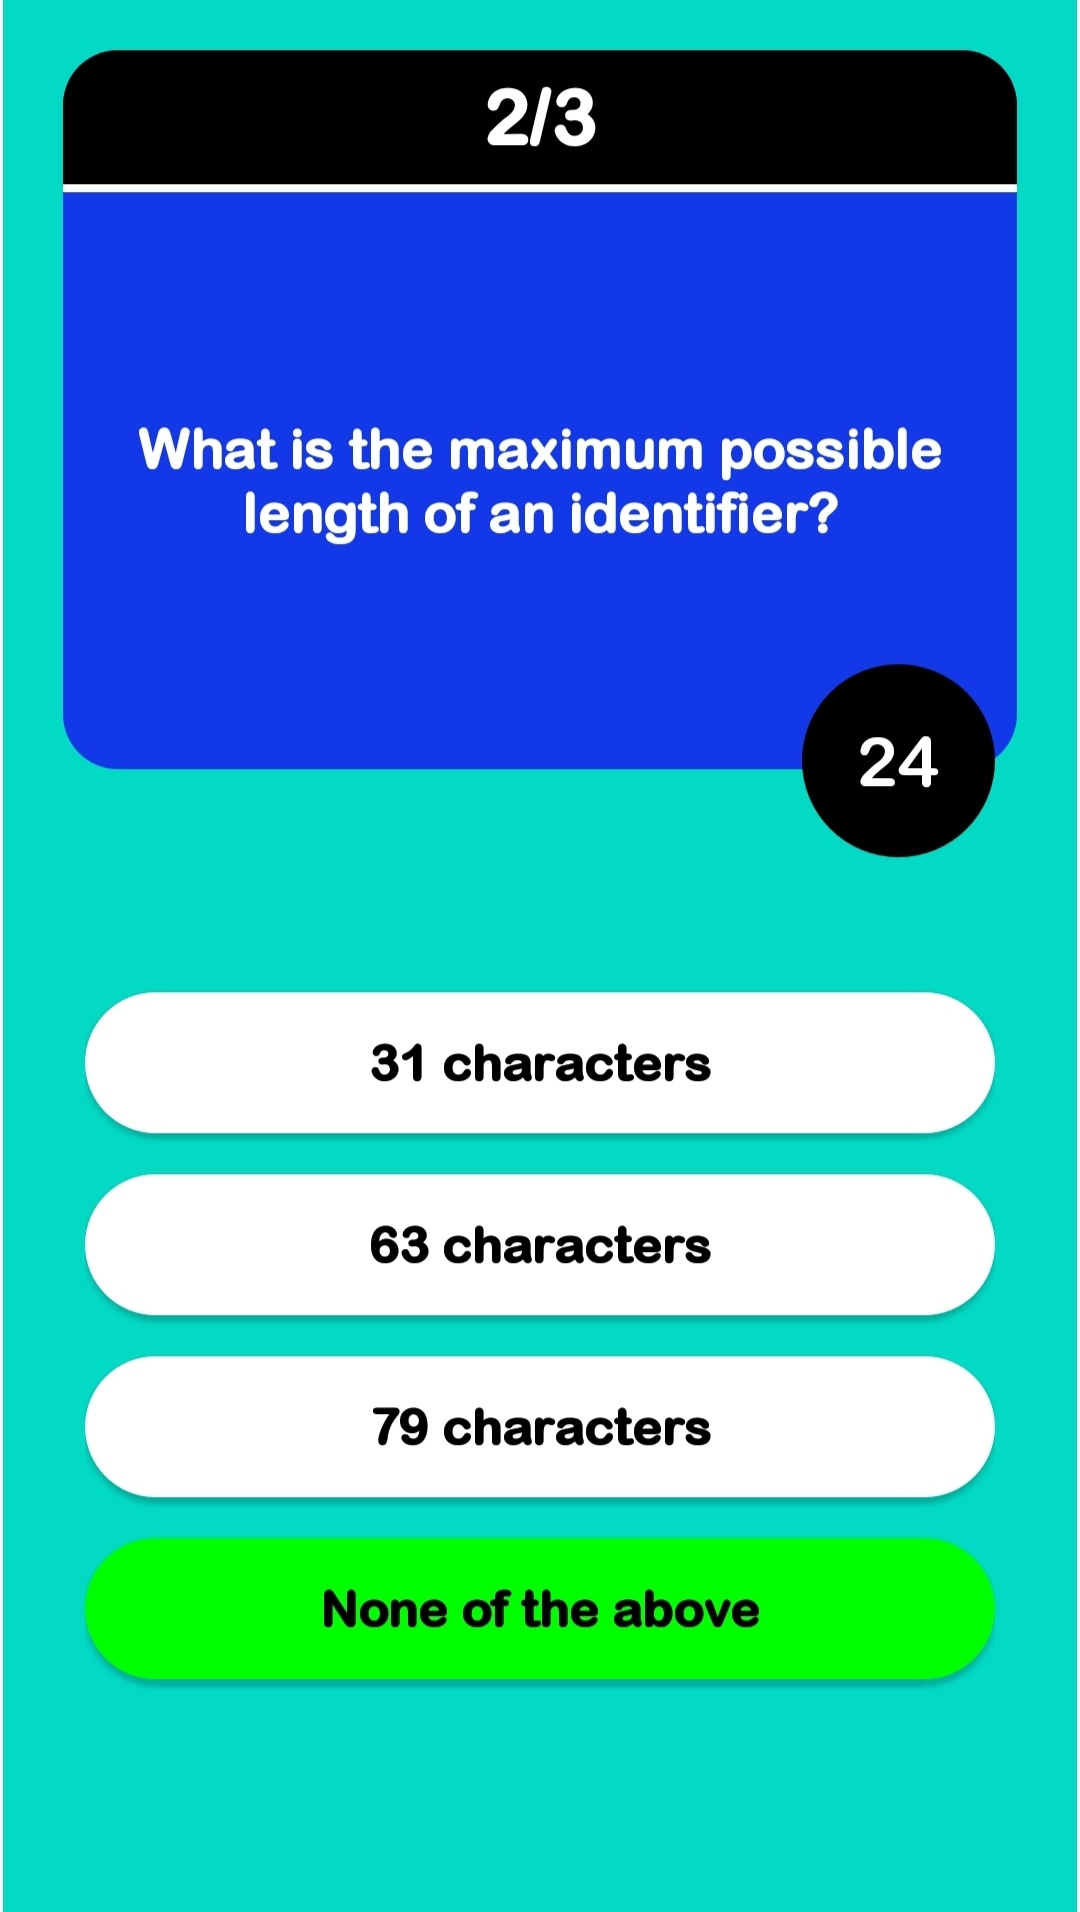 2/3
What is the maximum possible
length of an identifier?
24
31 characters
63 characters
79 characters
None of the above